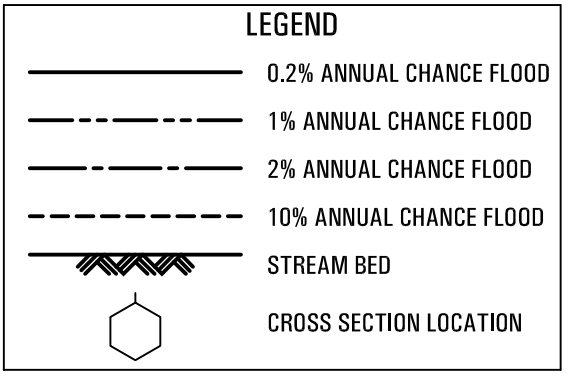 LEGEND
0.2% ANNUAL CHANCE FLOOD
1% ANNUAL CHANCE FLOOD
2% ANNUAL CHANCE FLOOD
10% ANNUAL CHANCE FLOOD
STREAM BED
CROSS SECTION LOCATION